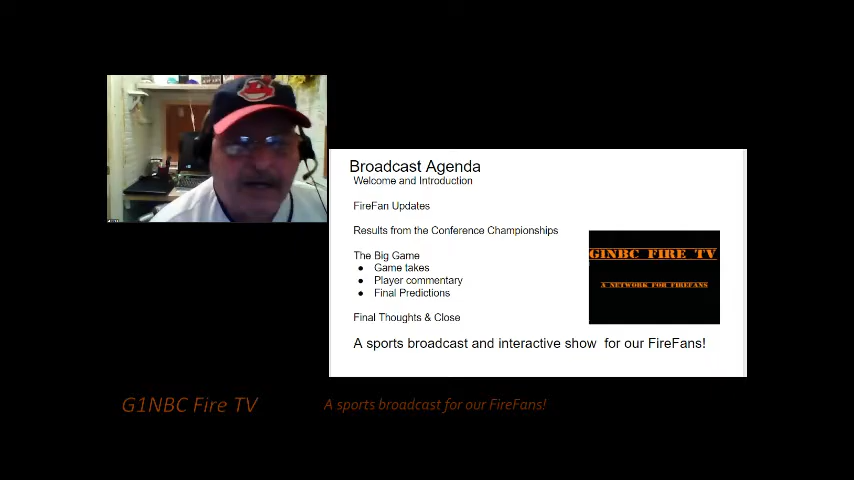 Broadcast Agenda
Welcome and Introduction
FireFan Updates
Results from the Conference Championships
The Big Game
● Game takes
● Player commentary
● Final Predictions
Final Thoughts & Close
G1NBC FIRE TV
A NETWORK FOR FIREFANS
A sports broadcast and interactive show for our FireFans!
G1NBC Fire TV
A sports broadcast for our FireFans!